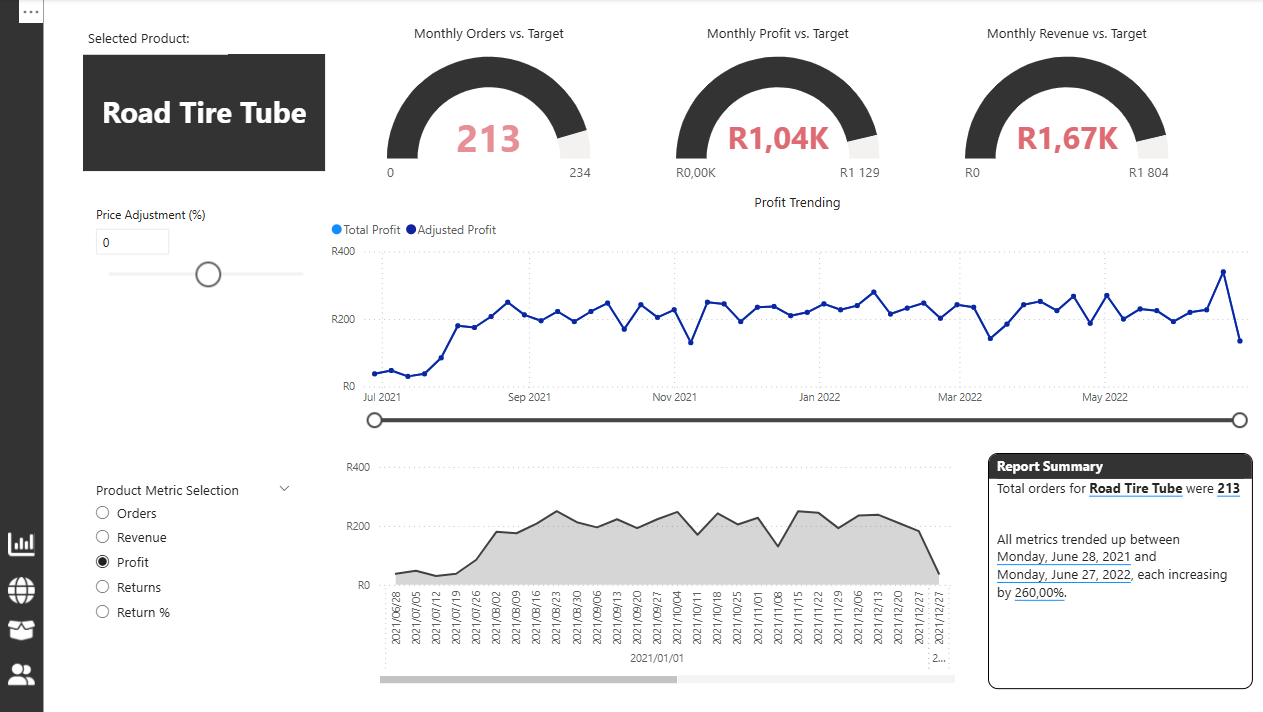 ...
Selected Product:
Road Tire Tube
Monthly Orders vs. Target
213
0
234
Monthly Profit vs. Target
R1,04K
R0,00K
R1 129
Monthly Revenue vs. Target
R1,67K
R0
R1 804
Price Adjustment (%)
0
Profit Trending
Total Profit
Adjusted Profit
R400
R200
R0
Jul 2021
Sep 2021
Nov 2021
Jan 2022
Mar 2022
May 2022
Product Metric Selection
Orders
Revenue
Profit
Returns
Return %
R400
R200
R0
2021/06/28
2021/07/05
2021/07/12
2021/07/19
2021/07/26
2021/08/02
2021/08/09
2021/08/16
2021/08/23
2021/08/30
2021/09/06
2021/09/13
2021/09/20
2021/09/27
2021/10/04
2021/10/11
2021/10/18
2021/10/25
2021/11/01
2021/11/08
2021/11/15
2021/11/22
2021/11/29
2021/12/06
2021/12/13
2021/12/20
2021/12/27
2021/12/27
2021/01/01
2...
Report Summary
Total orders for Road Tire Tube were 213
All metrics trended up between
Monday, June 28, 2021 and
Monday, June 27, 2022, each increasing
by 260,00%.